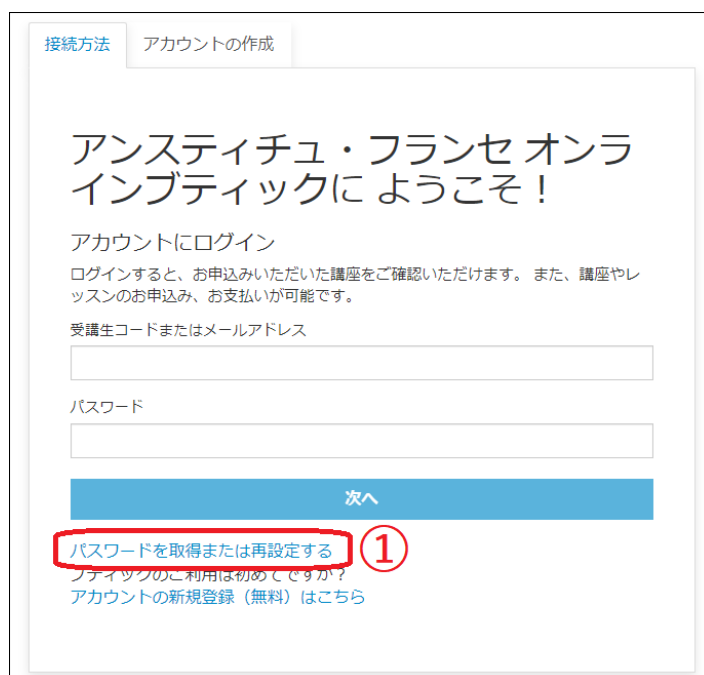 接続方法 アカウントの作成
アンスティチュ・フランセ オンラ
インブティックに ようこそ！
アカウントにログイン
ログインすると、お申込みいただいた講座をご確認いただけます。 また、講座やレ
ッスンのお申込み、お支払いが可能です。
受講生コードまたはメールアドレス
パスワード
次へ
パスワードを取得または再設定する ①
ブティックのご利用は初めてですか？
アカウントの新規登録（無料）はこちら